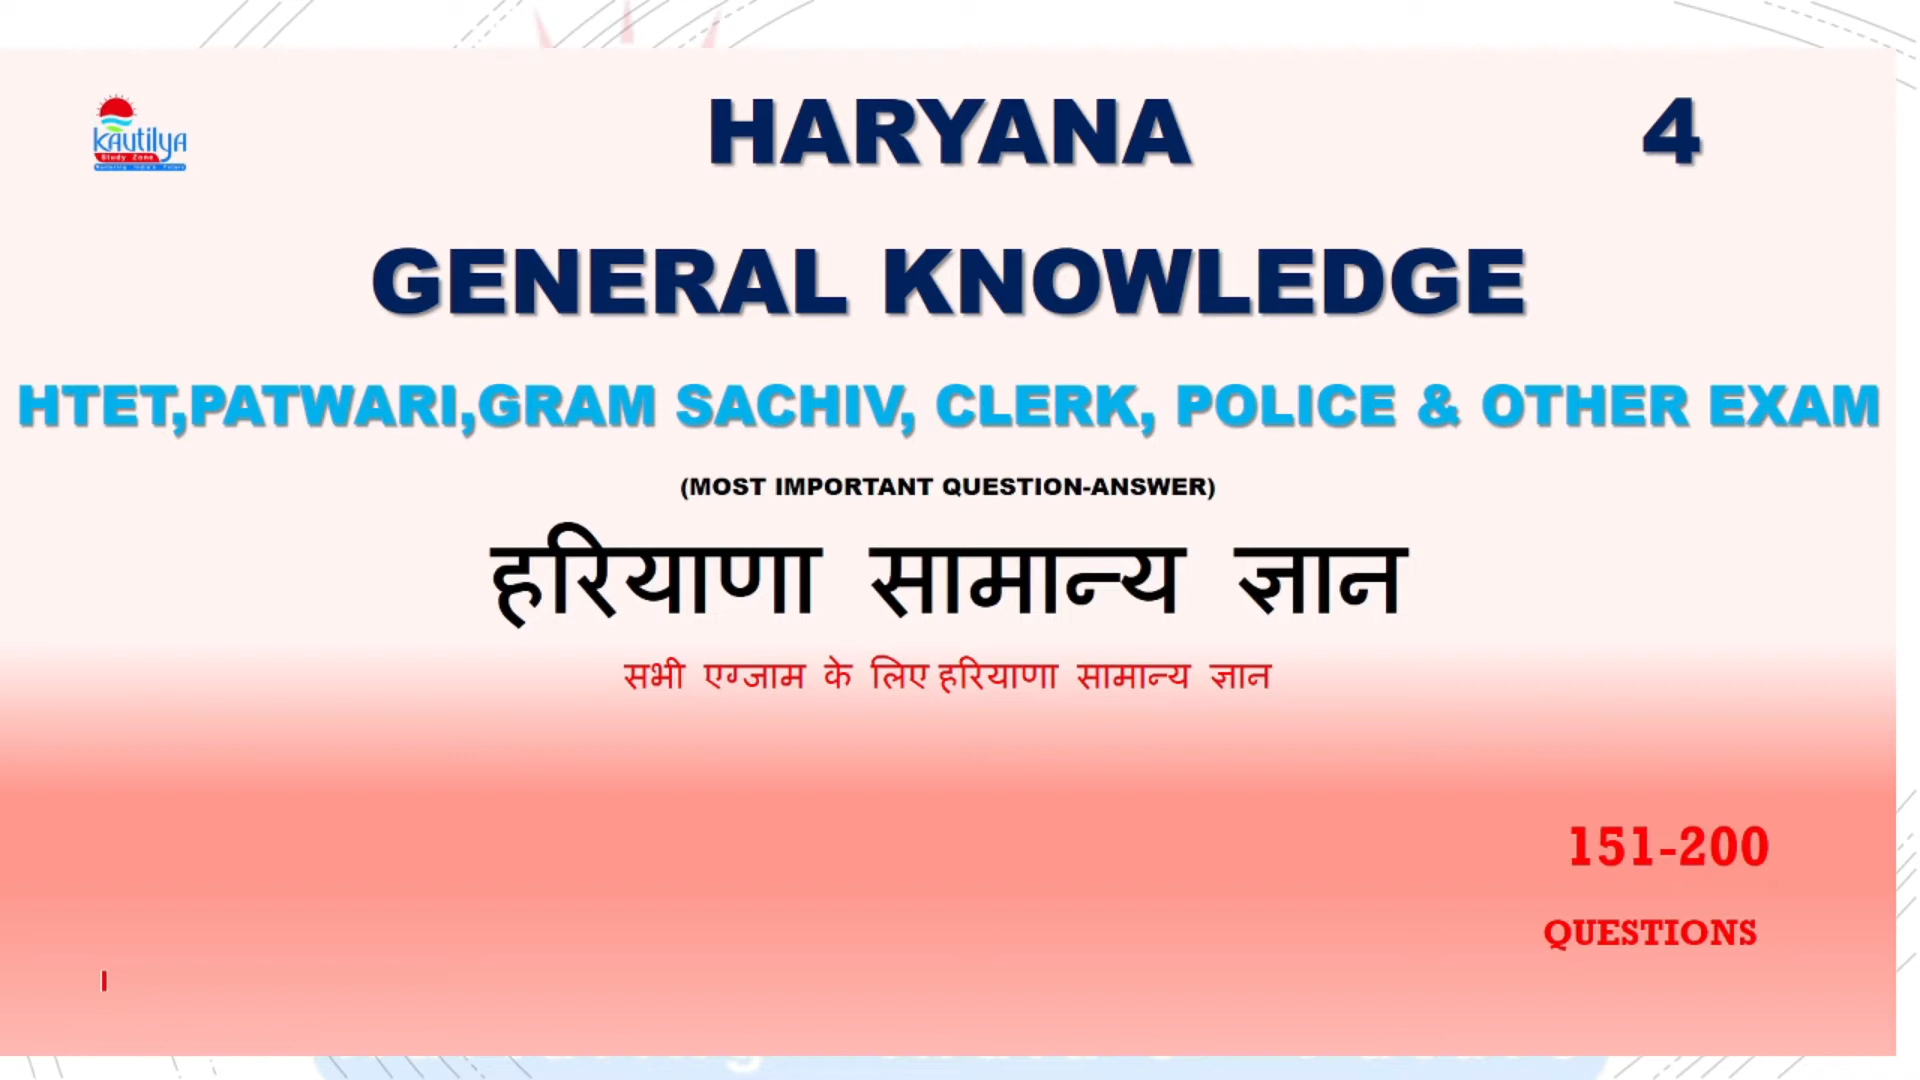 kautilya
Study Zone
HARYANA
4
GENERAL KNOWLEDGE
HTET,PATWARI,GRAM SACHIV, CLERK, POLICE & OTHER EXAM
(MOST IMPORTANT QUESTION-ANSWER)
हरियाणा सामान्य ज्ञान
सभी एग्जाम के लिए हरियाणा सामान्य ज्ञान
151-200
QUESTIONS